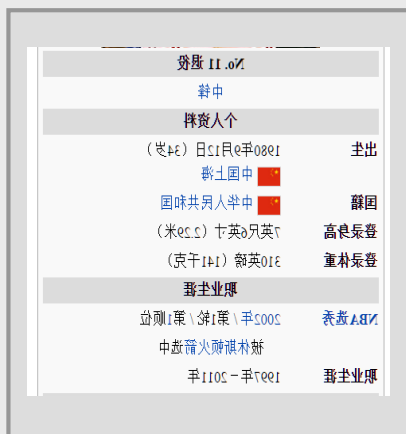 No. 11 退役
中锋
个人资料
出生 1980年9月12日（34岁）
中国上海
国籍 中华人民共和国
登录身高 7英尺6英寸（2.29米）
登录体重 310英磅（141千克）
职业生涯
NBA选秀 2002年 / 第1轮 / 第1顺位
被休斯顿火箭选中
职业生涯 1997年－2011年